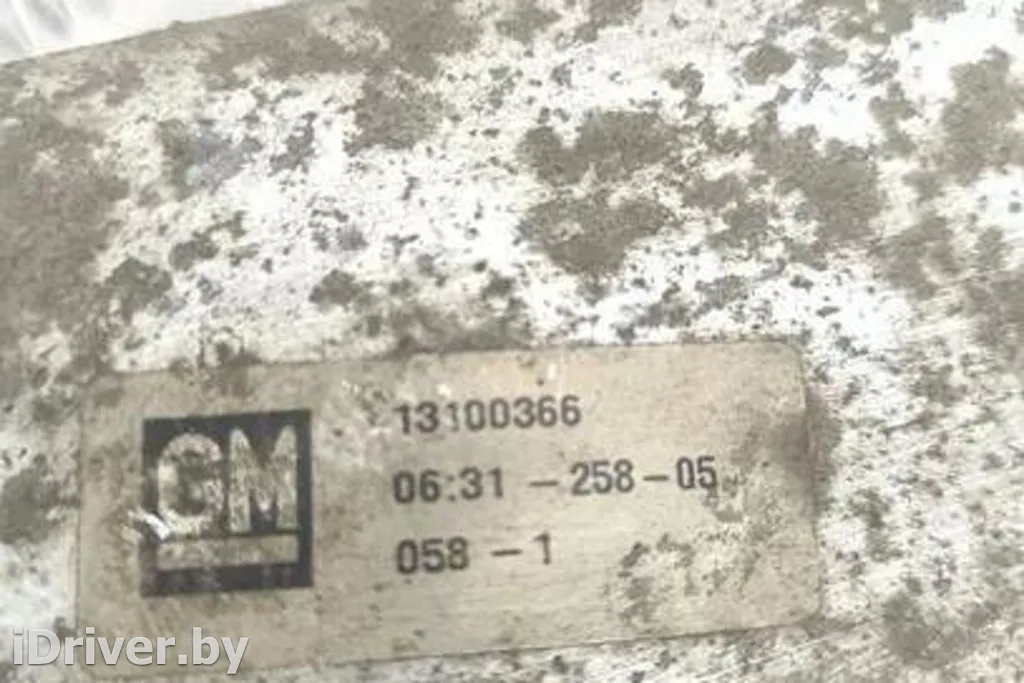 GM
13100366
06:31 - 258 - 05
058 - 1
iDriver.by